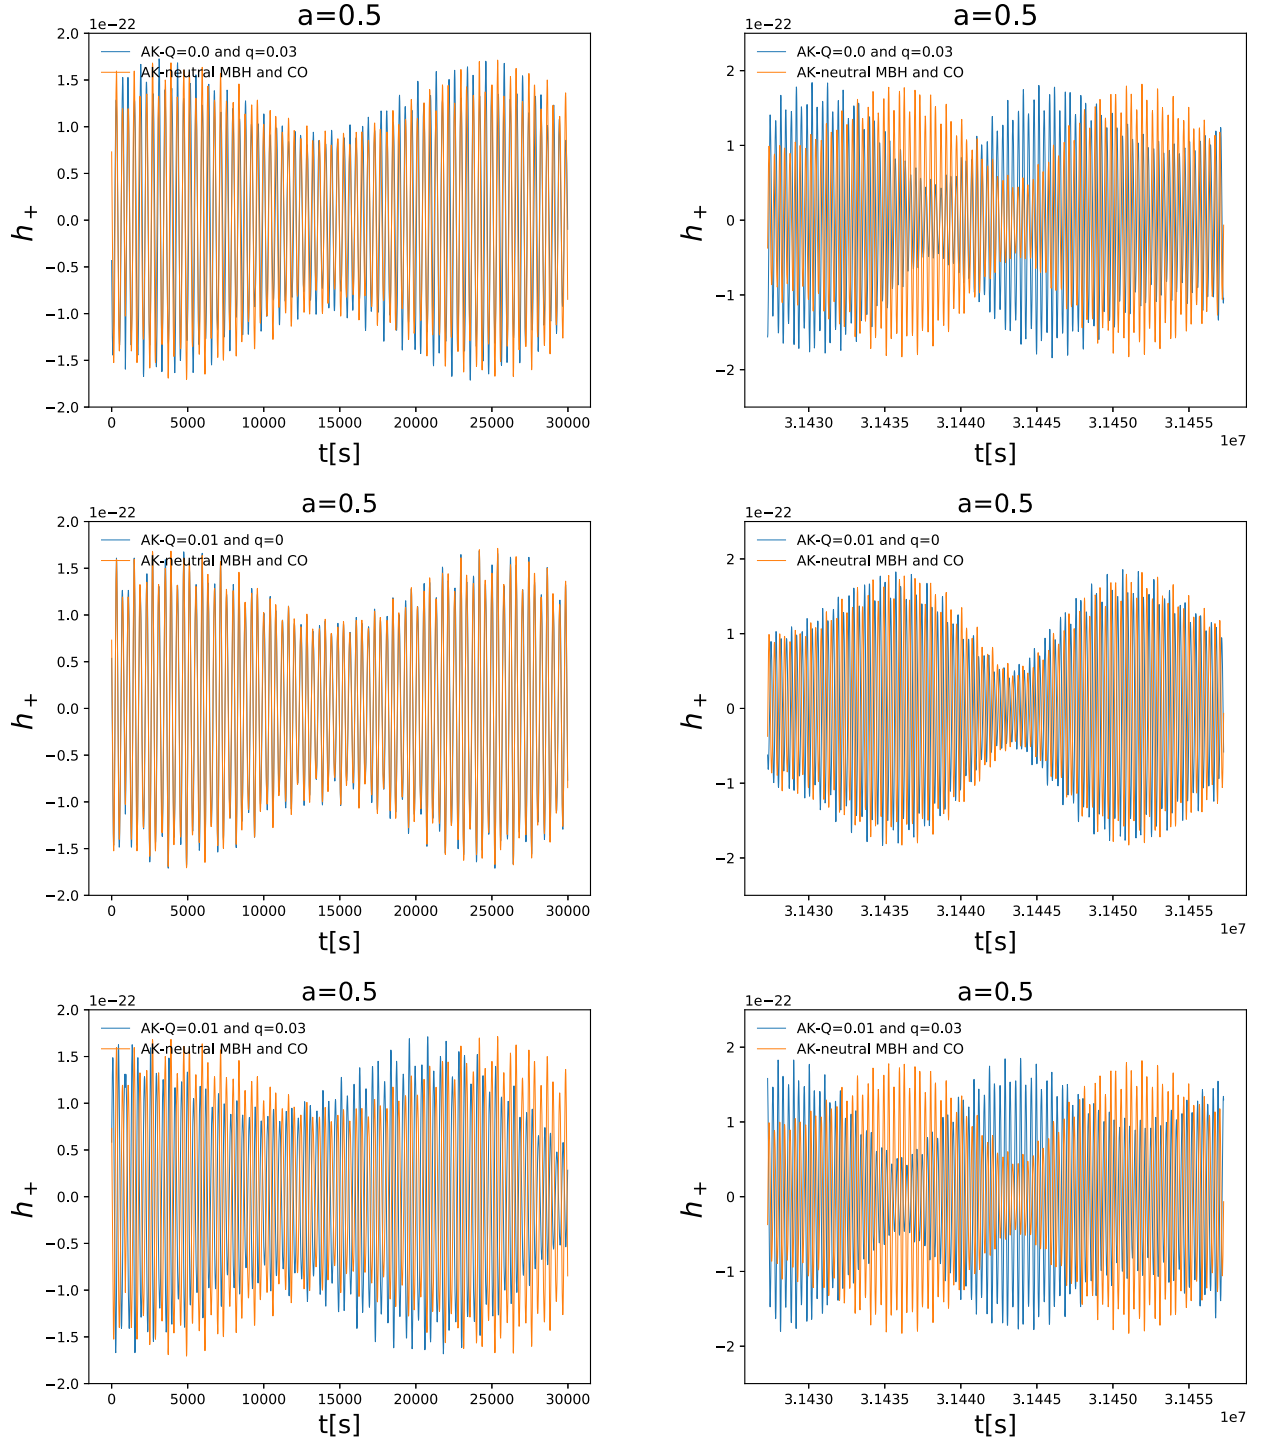 a=0.5
1e−22
AK-Q=0.0 and q=0.03
AK-neutral MBH and CO
2.0
1.5
1.0
0.5
0.0
−0.5
−1.0
−1.5
−2.0
h+
0 5000 10000 15000 20000 25000 30000
t[s]
a=0.5
1e−22
AK-Q=0.0 and q=0.03
AK-neutral MBH and CO
2
1
0
−1
−2
h+
3.1430 3.1435 3.1440 3.1445 3.1450 3.1455
1e7
t[s]
a=0.5
1e−22
AK-Q=0.01 and q=0
AK-neutral MBH and CO
2.0
1.5
1.0
0.5
0.0
−0.5
−1.0
−1.5
−2.0
h+
0 5000 10000 15000 20000 25000 30000
t[s]
a=0.5
1e−22
AK-Q=0.01 and q=0
AK-neutral MBH and CO
2
1
0
−1
−2
h+
3.1430 3.1435 3.1440 3.1445 3.1450 3.1455
1e7
t[s]
a=0.5
1e−22
AK-Q=0.01 and q=0.03
AK-neutral MBH and CO
2.0
1.5
1.0
0.5
0.0
−0.5
−1.0
−1.5
−2.0
h+
0 5000 10000 15000 20000 25000 30000
t[s]
a=0.5
1e−22
AK-Q=0.01 and q=0.03
AK-neutral MBH and CO
2
1
0
−1
−2
h+
3.1430 3.1435 3.1440 3.1445 3.1450 3.1455
1e7
t[s]